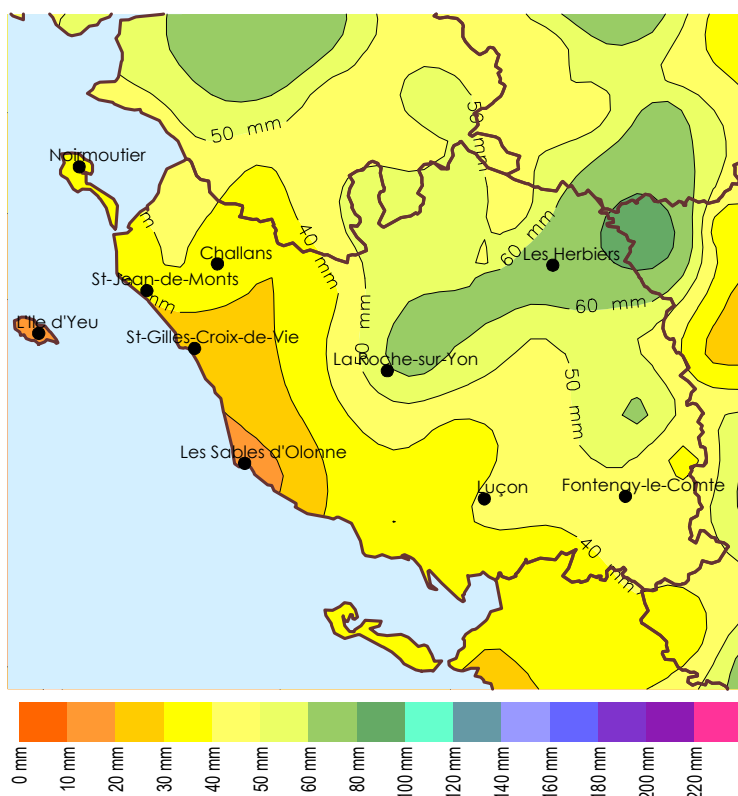 50 mm
50 mm
Noirmoutier
m
40 mm
60 mm
Challans
Les Herbiers
St-Jean-de-Monts
mm
60 mm
L'Ile d'Yeu
St-Gilles-Croix-de-Vie
0 mm
La Roche-sur-Yon
50 mm
Les Sables d'Olonne
Luçon
Fontenay-le-Comte
40 mm
0 mm
10 mm
20 mm
30 mm
40 mm
50 mm
60 mm
80 mm
100 mm
120 mm
140 mm
160 mm
180 mm
200 mm
220 mm